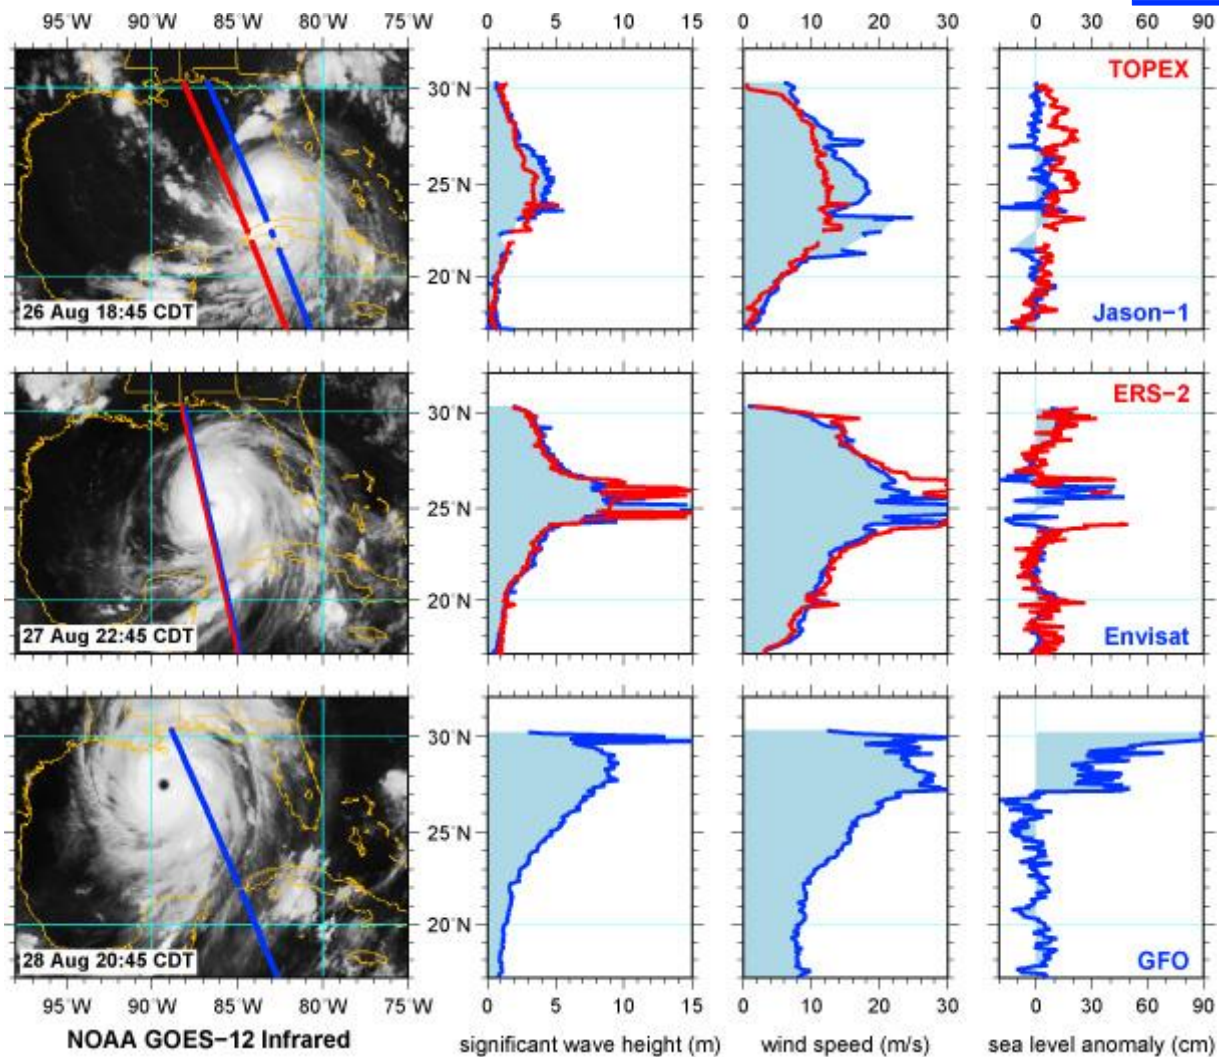 95°W 90°W 85°W 80°W 75°W 0 5 10 15 0 10 20 30 0 30 60 90
30°N
25°N
20°N
26 Aug 18:45 CDT
TOPEX
Jason-1
30°N
25°N
20°N
27 Aug 22:45 CDT
ERS-2
Envisat
30°N
25°N
20°N
28 Aug 20:45 CDT
GFO
95°W 90°W 85°W 80°W 75°W 0 5 10 15 0 10 20 30 0 30 60 90
NOAA GOES-12 Infrared significant wave height (m) wind speed (m/s) sea level anomaly (cm)